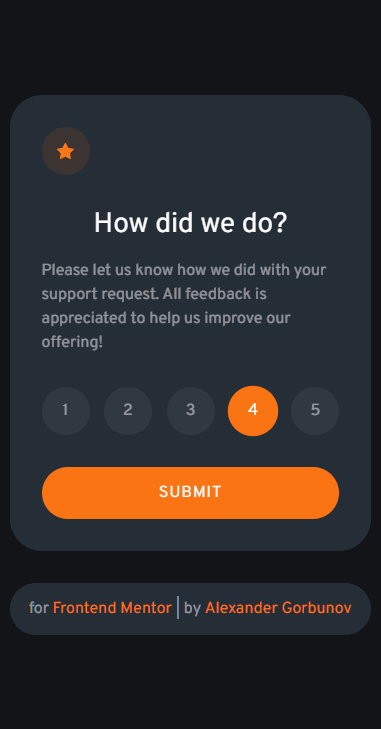 How did we do?
Please let us know how we did with your
support request. All feedback is
appreciated to help us improve our
offering!
1 2 3 4 5
SUBMIT
for Frontend Mentor | by Alexander Gorbunov